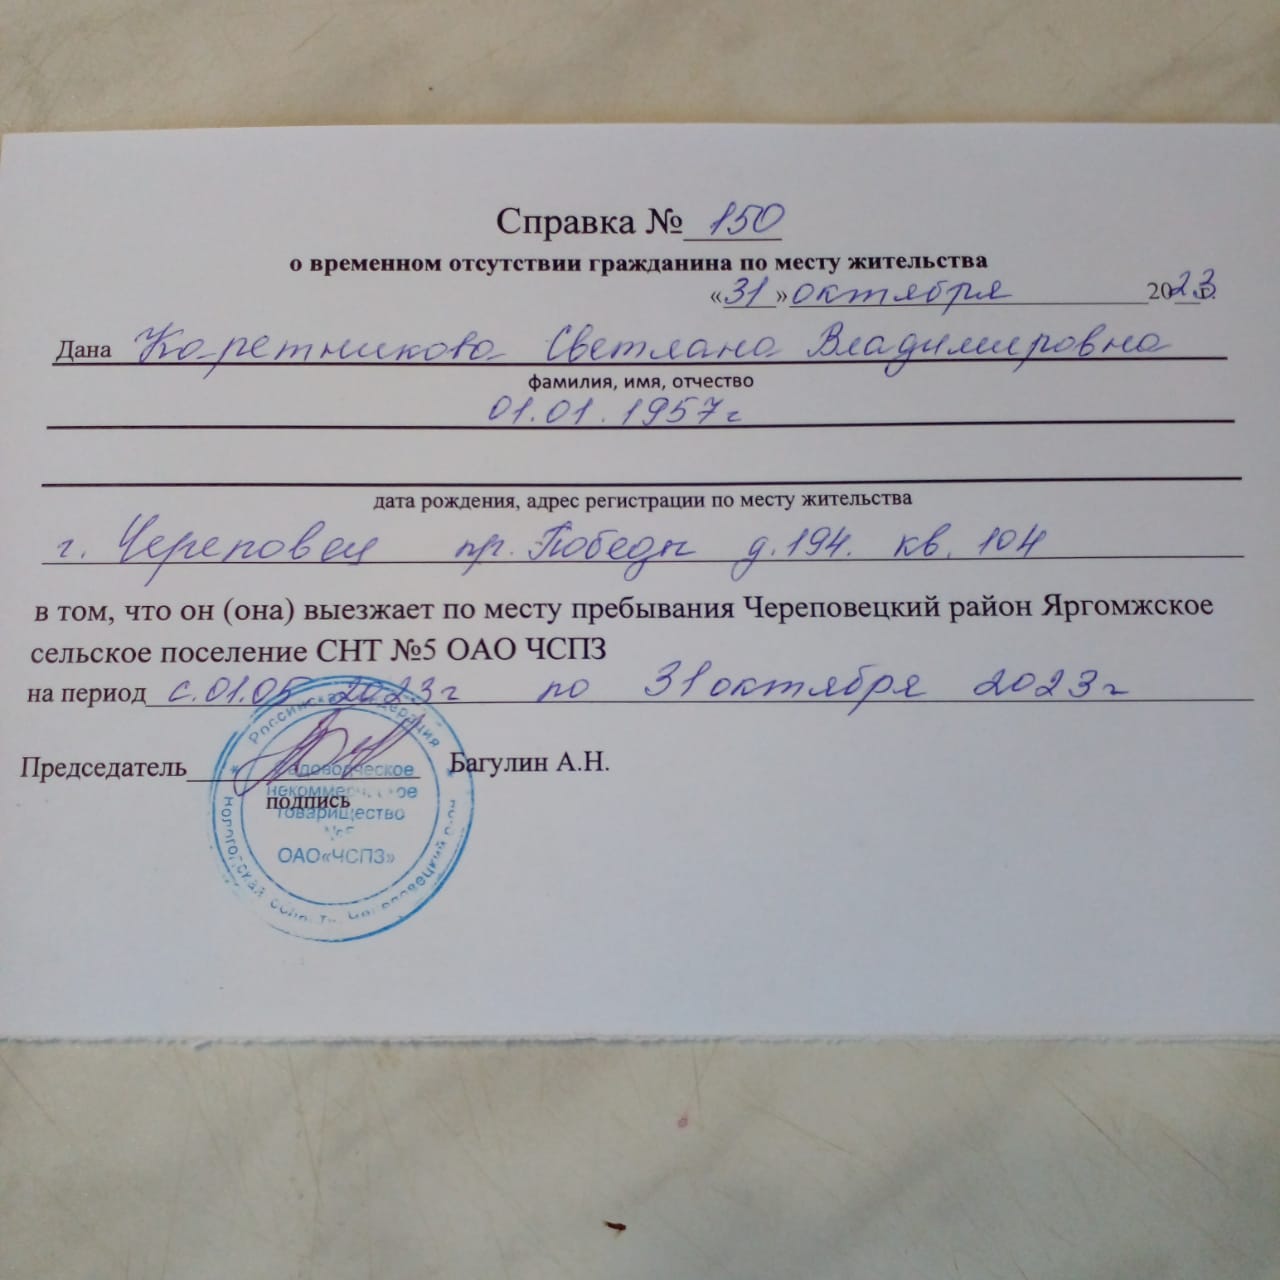 Справка № 150
о временном отсутствии гражданина по месту жительства
«31» октября 2023 г.
Дана Каретникова Светлана Владимировна
фамилия, имя, отчество
01.01.1957г
дата рождения, адрес регистрации по месту жительства
г. Череповец пр. Победы д.194. кв. 104
в том, что он (она) выезжает по месту пребывания Череповецкий район Яргомжское
сельское поселение СНТ №5 ОАО ЧСПЗ
на период с.01.05 2023г по 31 октября 2023г
Председатель Багулин А.Н.
подпись
Российская Федерация
Садоводческое
некоммерческое
товарищество
№5
ОАО«ЧСПЗ»